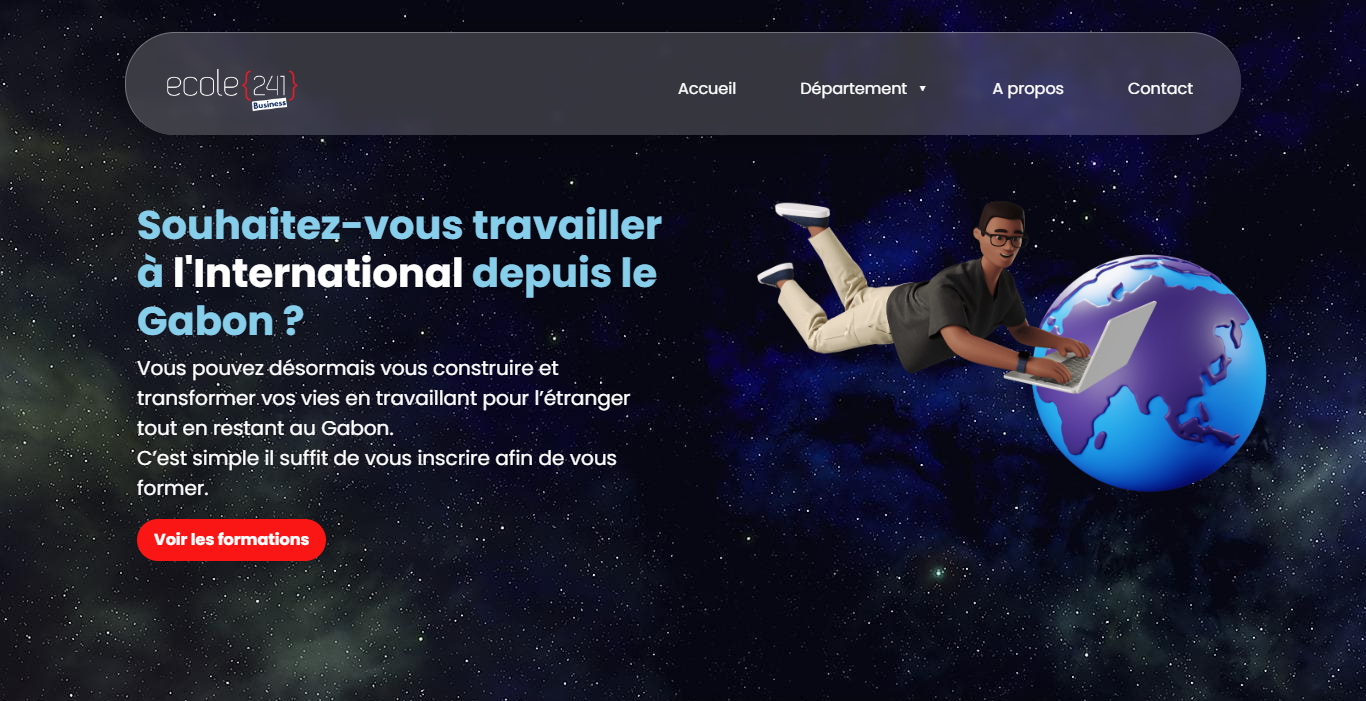 ecole{241}
Business
Accueil
Département ▼
A propos
Contact
Souhaitez-vous travailler
à l'International depuis le
Gabon ?
Vous pouvez désormais vous construire et
transformer vos vies en travaillant pour l’étranger
tout en restant au Gabon.
C’est simple il suffit de vous inscrire afin de vous
former.
Voir les formations